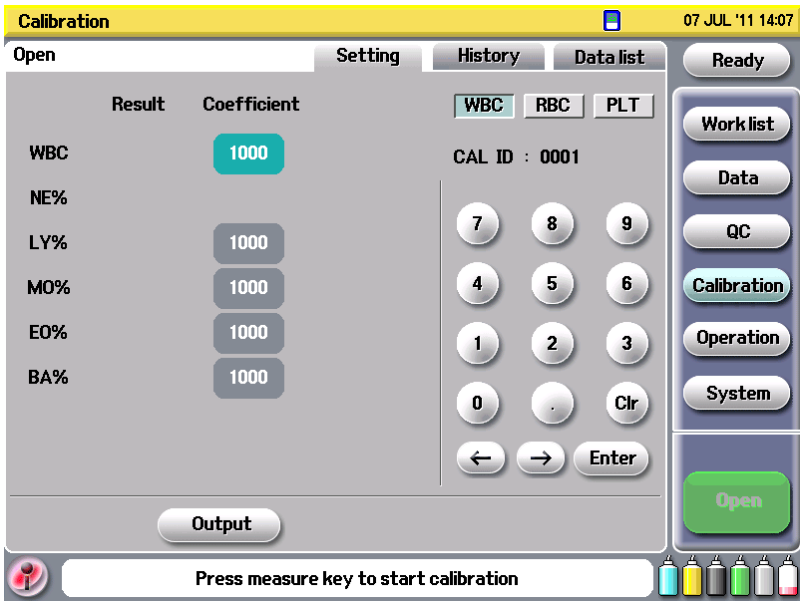 Calibration
07 JUL '11 14:07
Open
Setting
History
Data list
Ready
Result Coefficient
WBC RBC PLT
Work list
WBC 1000
CAL ID : 0001
Data
NE%
7 8 9
QC
LY% 1000
MO% 1000
4 5 6
Calibration
EO% 1000
1 2 3
Operation
BA% 1000
System
0 . Clr
← → Enter
Open
Output
Press measure key to start calibration